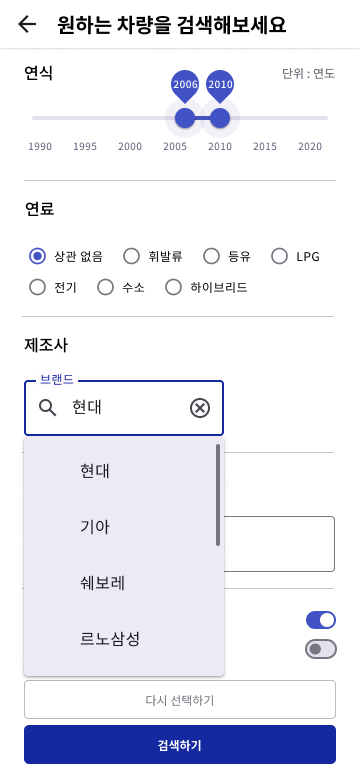 원하는 차량을 검색해보세요
연식
단위 : 연도
2006 2010
1990 1995 2000 2005 2010 2015 2020
연료
상관 없음 휘발류 등유 LPG
전기 수소 하이브리드
제조사
브랜드
현대
현대
기아
쉐보레
르노삼성
다시 선택하기
검색하기